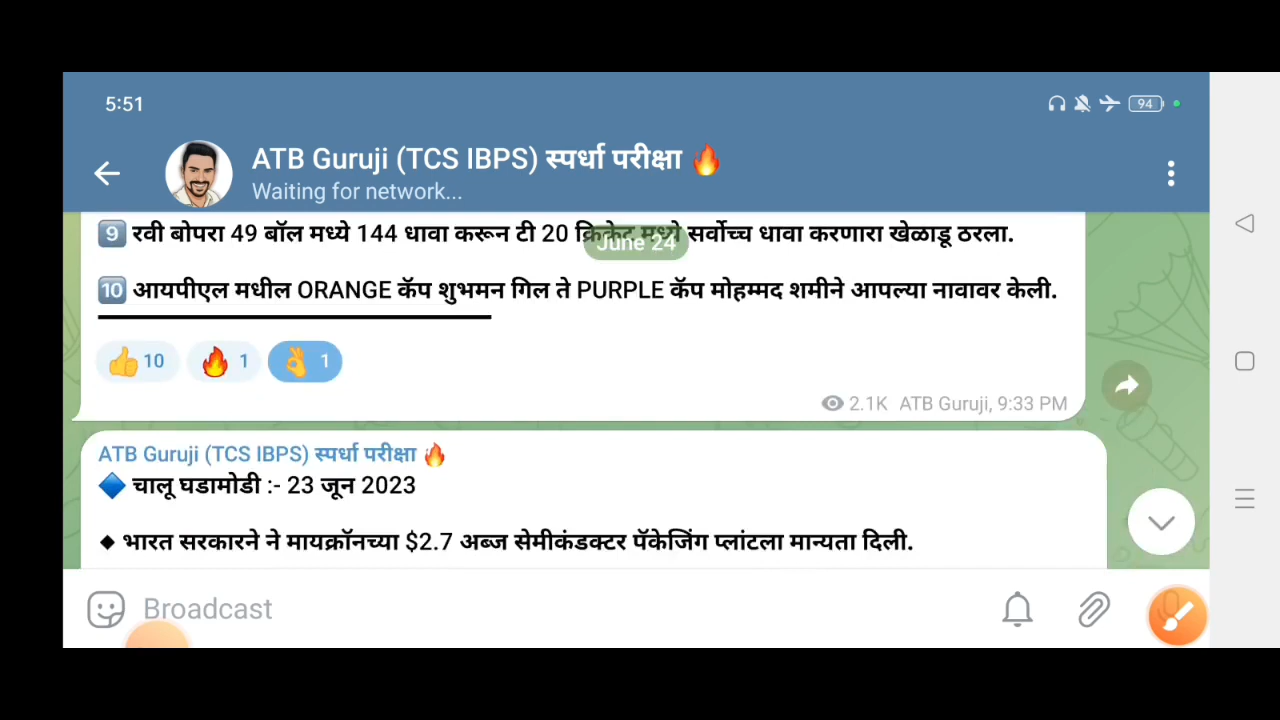 5:51
94
ATB Guruji (TCS IBPS) स्पर्धा परीक्षा 🔥
Waiting for network...
9️⃣ रवी बोपरा 49 बॉल मध्ये 144 धावा करून टी 20 क्रिकेट मध्ये सर्वोच्च धावा करणारा खेळाडू ठरला.
June 24
🔟 आयपीएल मधील ORANGE कॅप शुभमन गिल ते PURPLE कॅप मोहम्मद शमीने आपल्या नावावर केली.
👍 10 🔥 1 👌 1
2.1K ATB Guruji, 9:33 PM
ATB Guruji (TCS IBPS) स्पर्धा परीक्षा 🔥
🔷 चालू घडामोडी :- 23 जून 2023
◆ भारत सरकारने ने मायक्रॉनच्या $2.7 अब्ज सेमीकंडक्टर पॅकेजिंग प्लांटला मान्यता दिली.
Broadcast